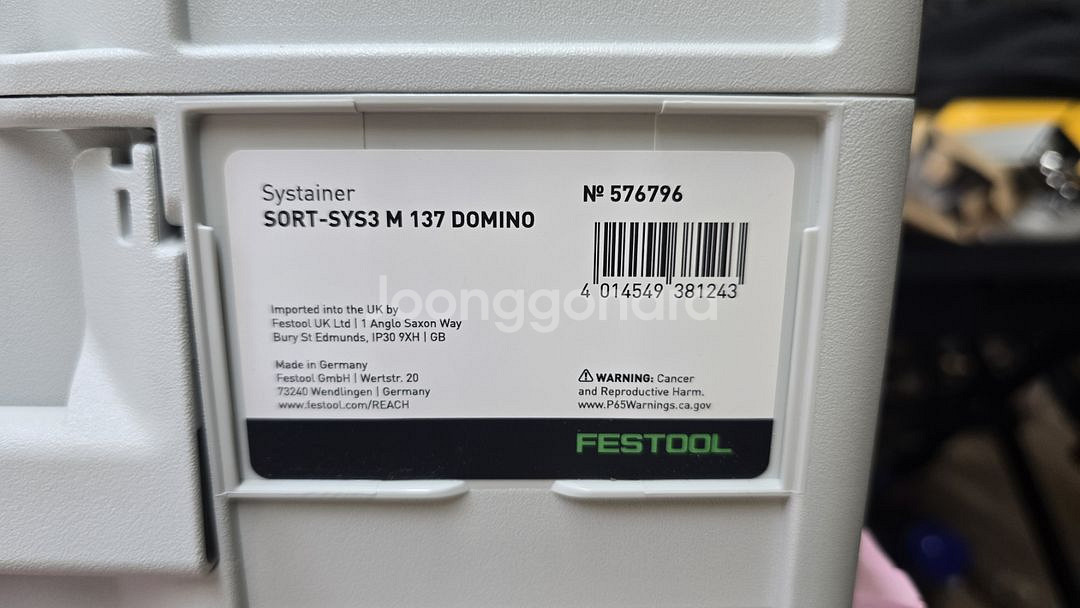 Systainer
SORT-SYS3 M 137 DOMINO
№ 576796
4 014549 381243
joonggonara
Imported into the UK by
Festool UK Ltd | 1 Anglo Saxon Way
Bury St Edmunds, IP30 9XH | GB
Made in Germany
Festool GmbH | Wertstr. 20
73240 Wendlingen | Germany
www.festool.com/REACH
⚠ WARNING: Cancer
and Reproductive Harm.
www.P65Warnings.ca.gov
FESTOOL